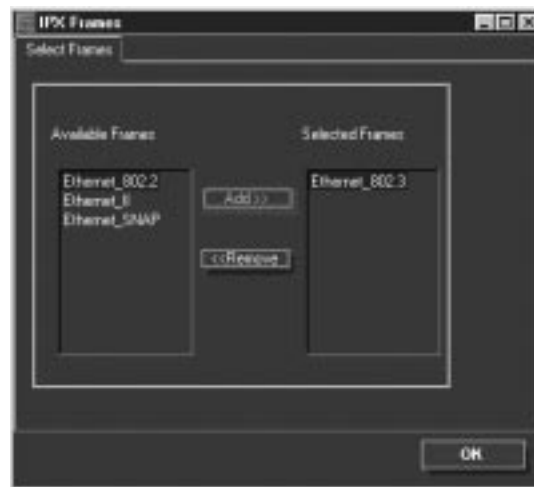 IPX Frames
Select Frames
Available Frames
Selected Frames
Ethernet_802.2
Ethernet_II
Ethernet_SNAP
Add >>
<<Remove
Ethernet_802.3
OK